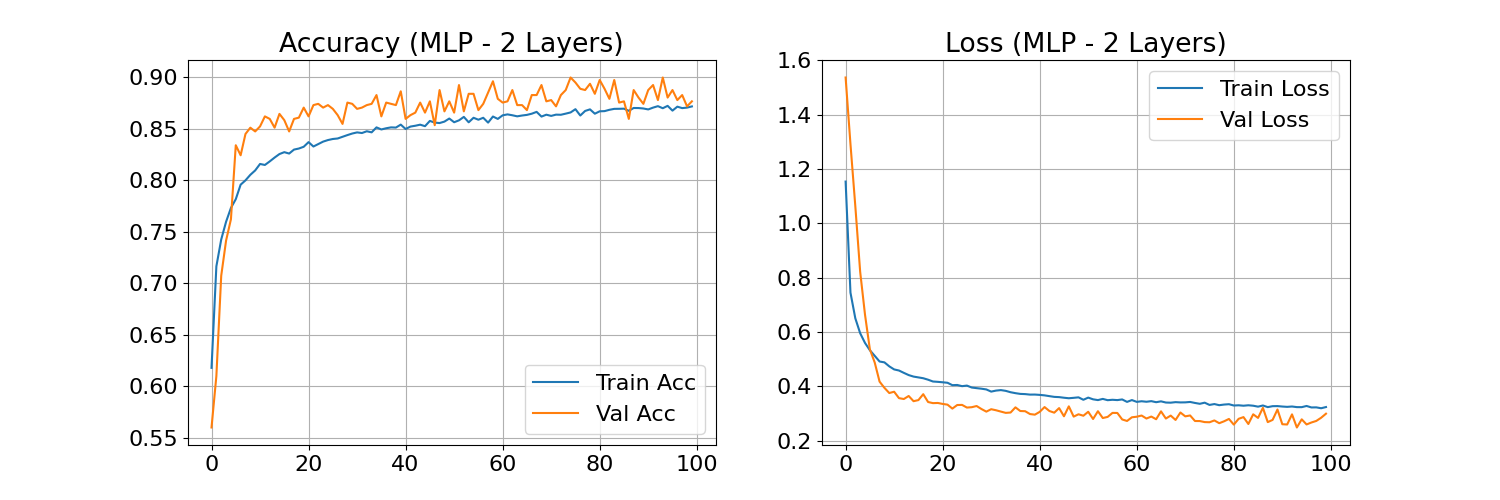 Accuracy (MLP - 2 Layers)
0.90
0.85
0.80
0.75
0.70
0.65
0.60
0.55
0 20 40 60 80 100
Train Acc
Val Acc
Loss (MLP - 2 Layers)
1.6
1.4
1.2
1.0
0.8
0.6
0.4
0.2
0 20 40 60 80 100
Train Loss
Val Loss